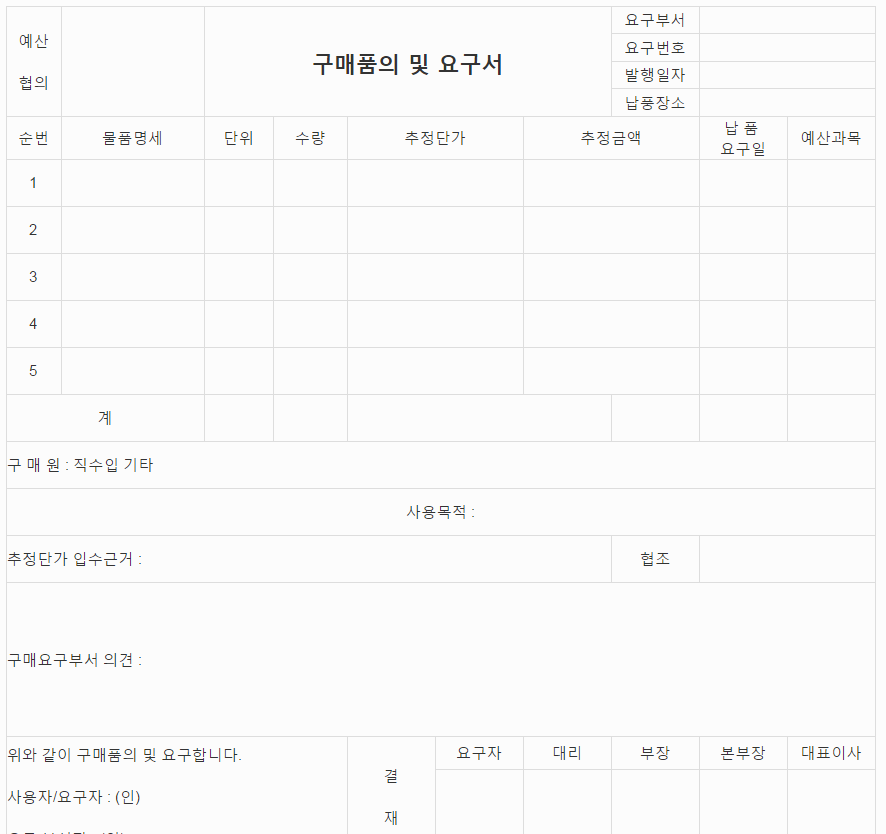 예산
협의
구매품의 및 요구서
요구부서
요구번호
발행일자
납품장소
순번 물품명세 단위 수량 추정단가 추정금액 납 품 요구일 예산과목
1
2
3
4
5
계
구 매 원 : 직수입 기타
사용목적 :
추정단가 입수근거 : 협조
구매요구부서 의견 :
위와 같이 구매품의 및 요구합니다.
사용자/요구자 : (인)
결
재
요구자 대리 부장 본부장 대표이사